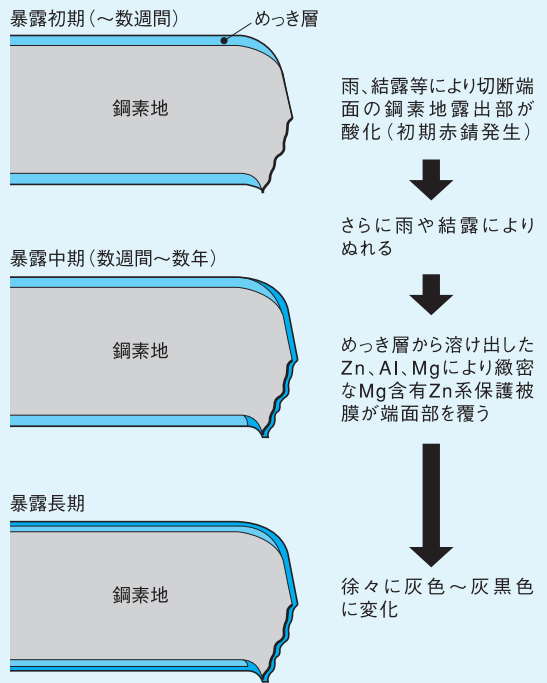 暴露初期（～数週間）
めっき層
鋼素地
雨、結露等により切断端
面の鋼素地露出部が
酸化（初期赤錆発生）
さらに雨や結露により
ぬれる
暴露中期（数週間～数年）
鋼素地
めっき層から溶け出した
Zn、Al、Mgにより緻密
なMg含有Zn系保護被
膜が端面部を覆う
暴露長期
鋼素地
徐々に灰色～灰黒色
に変化